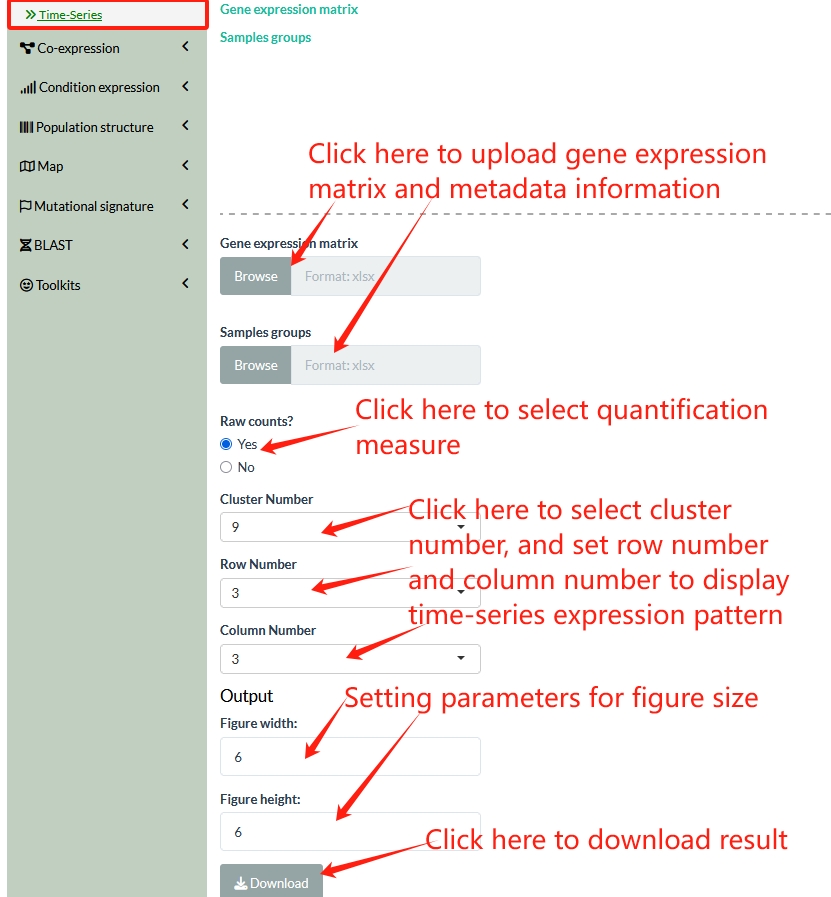 Time-Series
Co-expression
Condition expression
Population structure
Map
Mutational signature
BLAST
Toolkits
Gene expression matrix
Samples groups
Click here to upload gene expression
matrix and metadata information
Gene expression matrix
Browse
Format: xlsx
Samples groups
Browse
Format: xlsx
Raw counts?
Yes
No
Click here to select quantification
measure
Cluster Number
9
Row Number
3
Column Number
3
Click here to select cluster
number, and set row number
and column number to display
time-series expression pattern
Output
Setting parameters for figure size
Figure width:
6
Figure height:
6
Click here to download result
Download